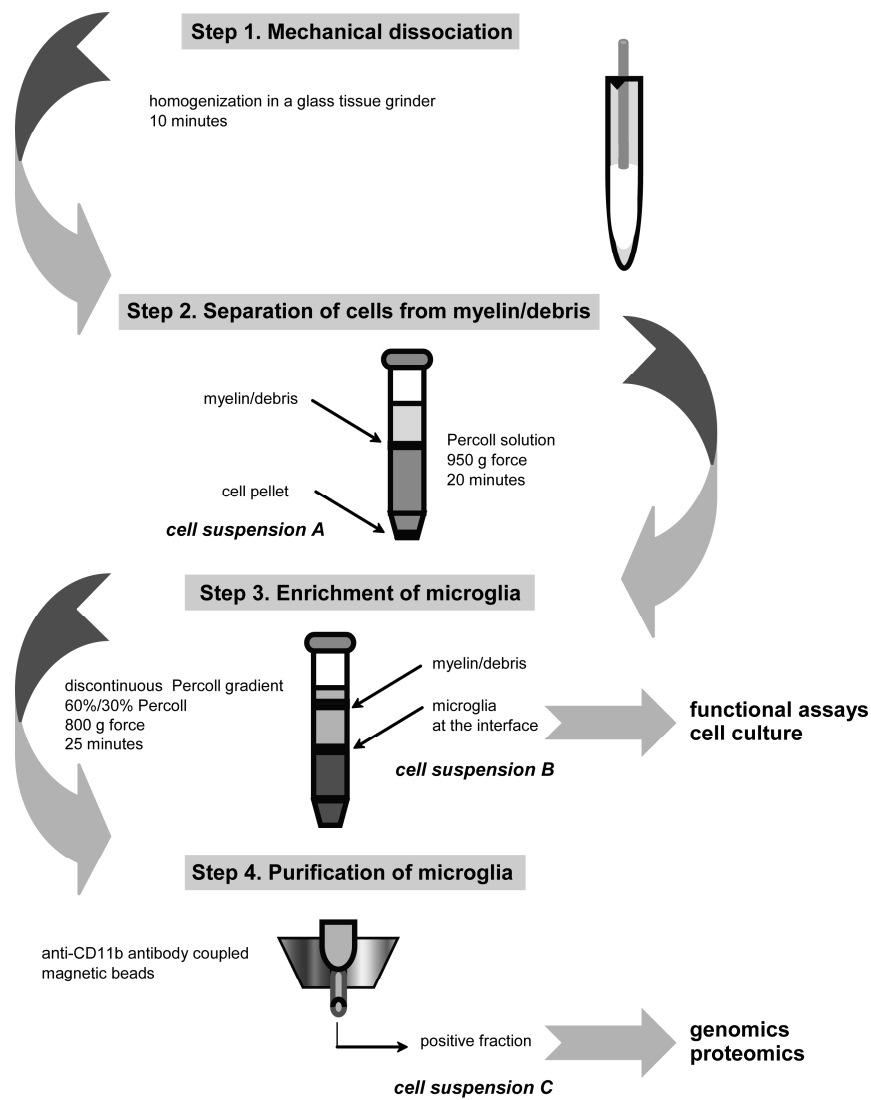 Step 1. Mechanical dissociation
homogenization in a glass tissue grinder
10 minutes
Step 2. Separation of cells from myelin/debris
myelin/debris
Percoll solution
950 g force
20 minutes
cell pellet
cell suspension A
Step 3. Enrichment of microglia
discontinuous Percoll gradient
60%/30% Percoll
800 g force
25 minutes
myelin/debris
microglia
at the interface
cell suspension B
functional assays
cell culture
Step 4. Purification of microglia
anti-CD11b antibody coupled
magnetic beads
positive fraction
cell suspension C
genomics
proteomics